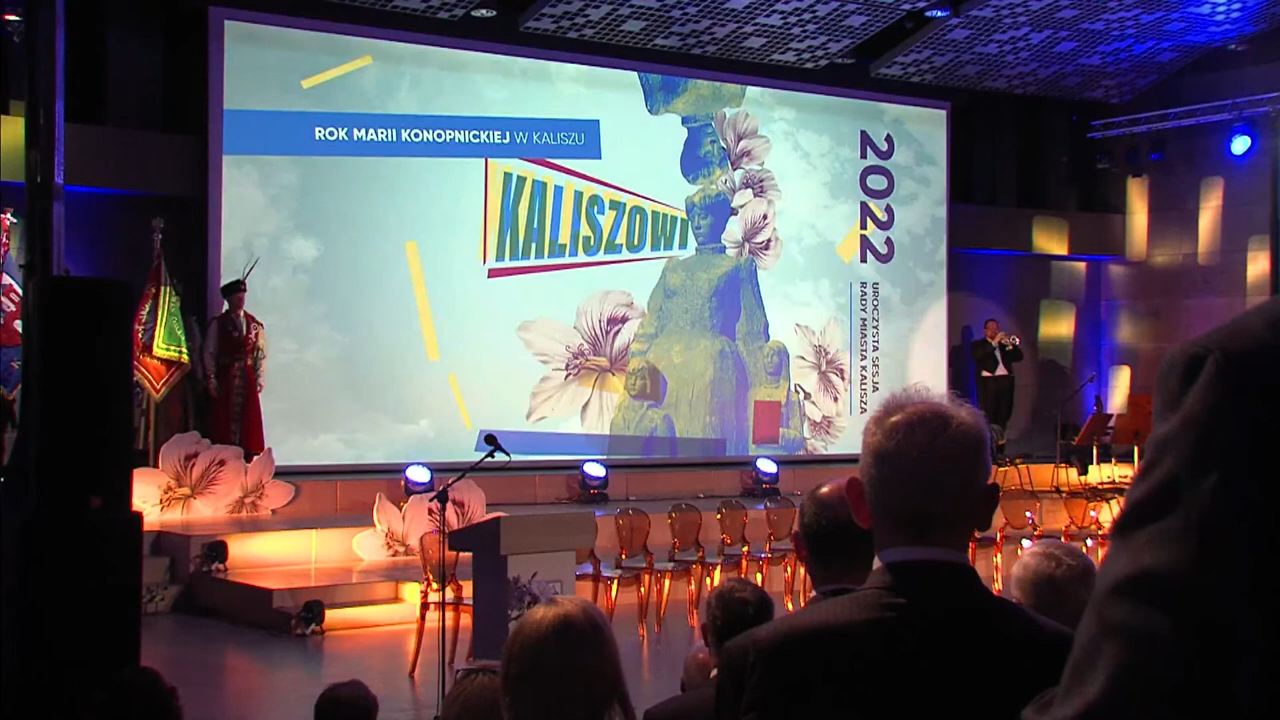 ROK MARII KONOPNICKIEJ W KALISZU
KALISZOWI
2022
UROCZYSTA SESJA
RADY MIASTA KALISZA